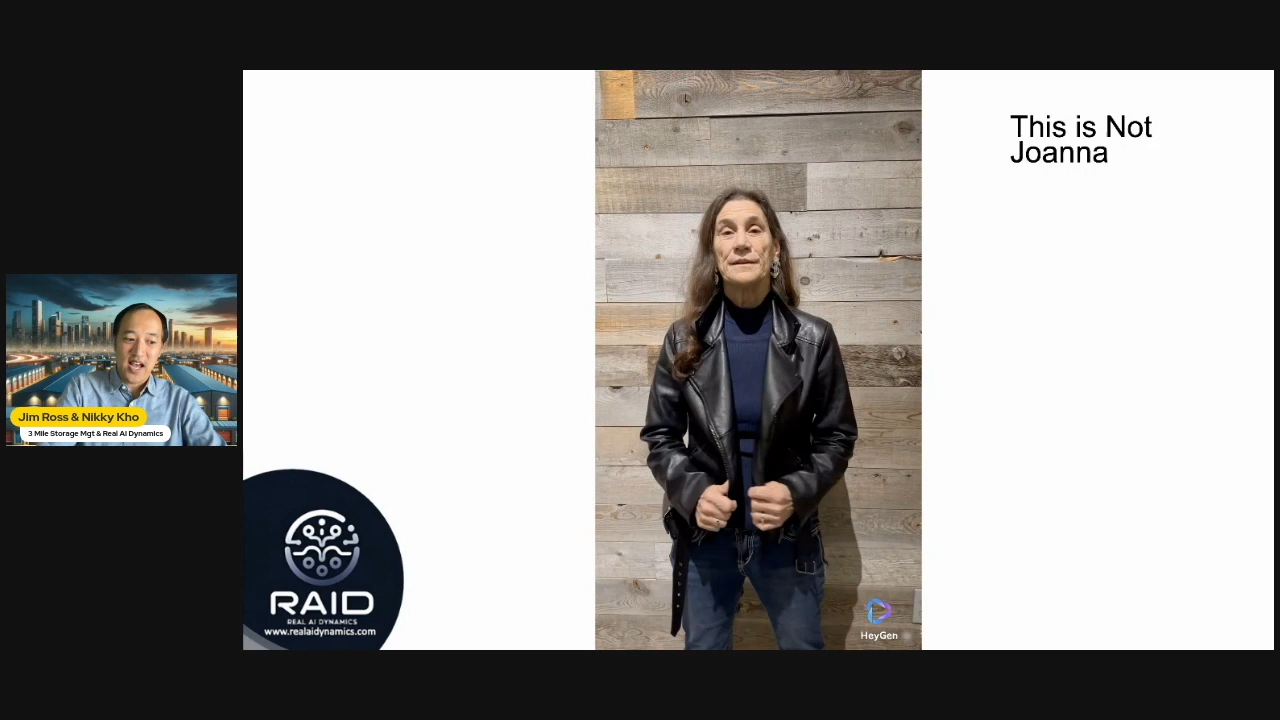 This is Not
Joanna
Jim Ross & Nikky Kho
3 Mile Storage Mgt & Real AI Dynamics
RAID
REAL AI DYNAMICS
www.realaidynamics.com
HeyGen